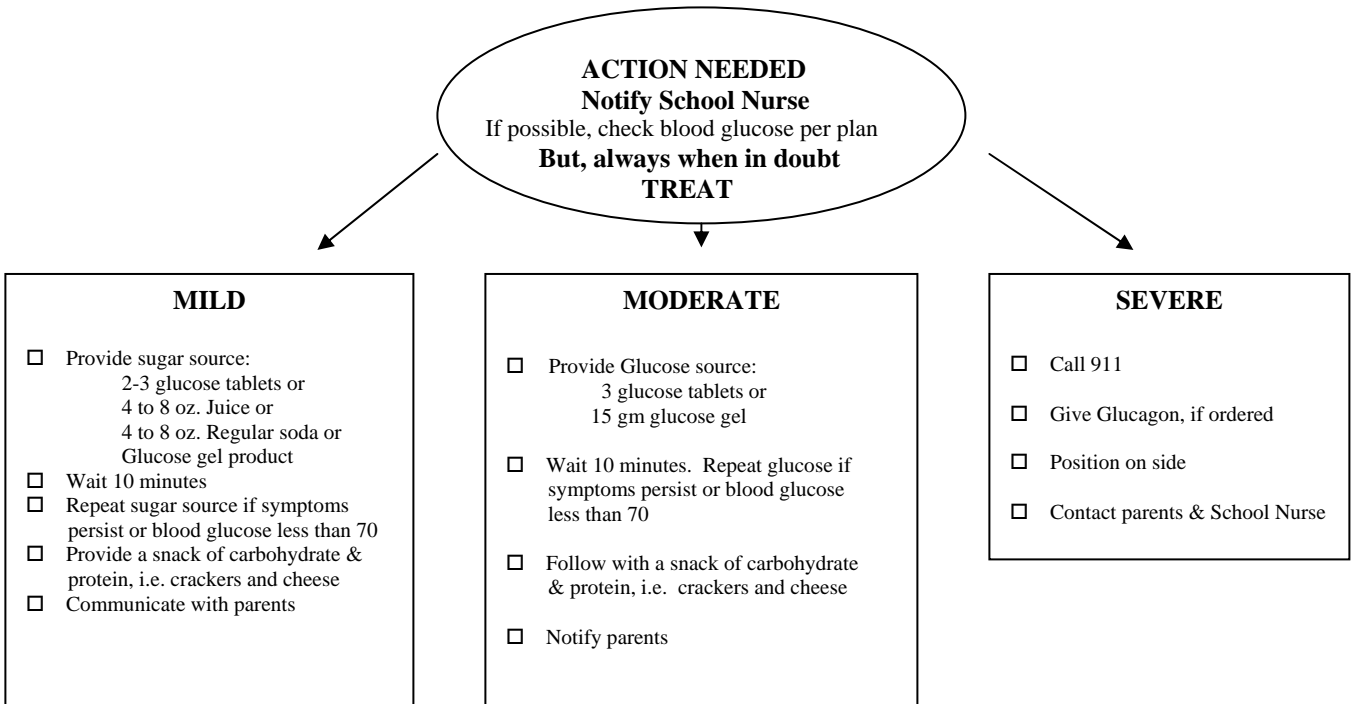 ACTION NEEDED
Notify School Nurse
If possible, check blood glucose per plan
But, always when in doubt
TREAT
MILD
☐ Provide sugar source:
2-3 glucose tablets or
4 to 8 oz. Juice or
4 to 8 oz. Regular soda or
Glucose gel product
☐ Wait 10 minutes
☐ Repeat sugar source if symptoms
persist or blood glucose less than 70
☐ Provide a snack of carbohydrate &
protein, i.e. crackers and cheese
☐ Communicate with parents
MODERATE
☐ Provide Glucose source:
3 glucose tablets or
15 gm glucose gel
☐ Wait 10 minutes. Repeat glucose if
symptoms persist or blood glucose
less than 70
☐ Follow with a snack of carbohydrate
& protein, i.e. crackers and cheese
☐ Notify parents
SEVERE
☐ Call 911
☐ Give Glucagon, if ordered
☐ Position on side
☐ Contact parents & School Nurse